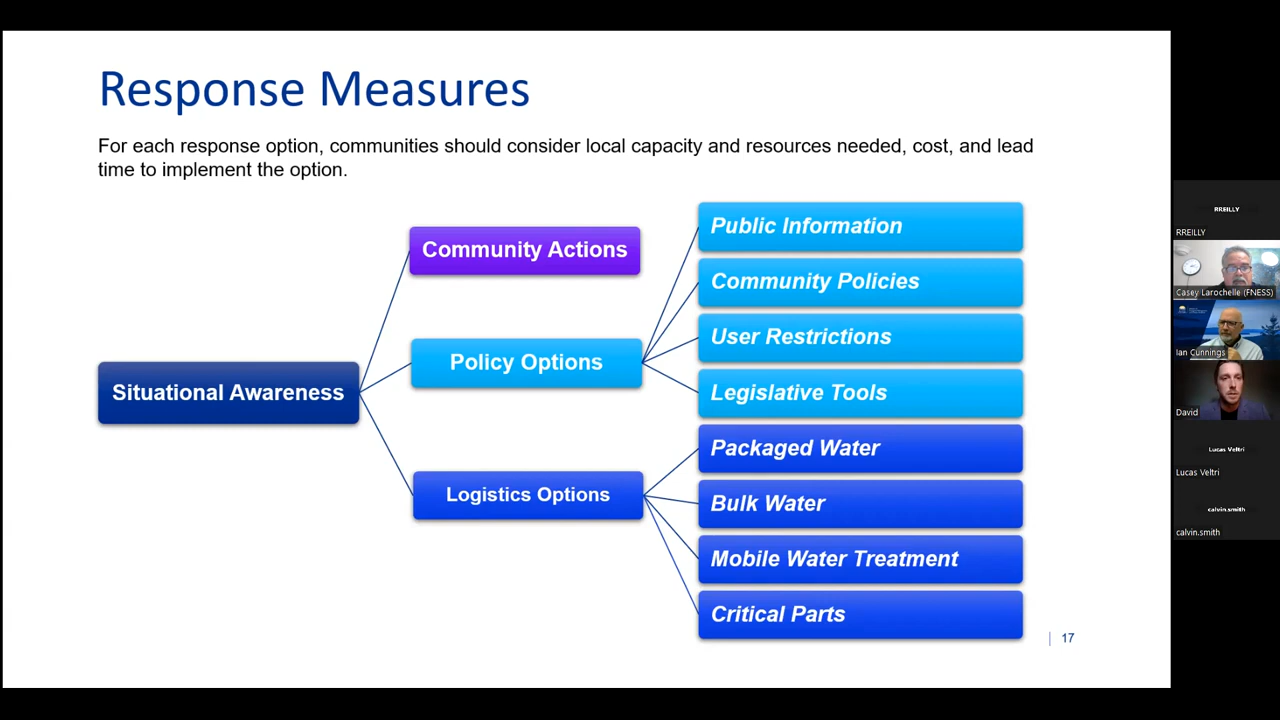 Response Measures
For each response option, communities should consider local capacity and resources needed, cost, and lead
time to implement the option.
Situational Awareness
Community Actions
Policy Options
Logistics Options
Public Information
Community Policies
User Restrictions
Legislative Tools
Packaged Water
Bulk Water
Mobile Water Treatment
Critical Parts
17
RREILLY
RREILLY
Casey Larochelle (FNESS)
Ian Cunnings
David
Lucas Veltri
Lucas Veltri
calvin.smith
calvin.smith